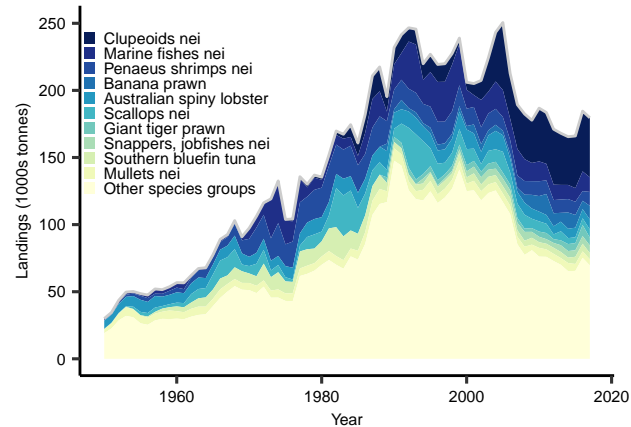 250
200
150
100
50
0
Landings (1000s tonnes)
Clupeoids nei
Marine fishes nei
Penaeus shrimps nei
Banana prawn
Australian spiny lobster
Scallops nei
Giant tiger prawn
Snappers, jobfishes nei
Southern bluefin tuna
Mullets nei
Other species groups
1960
1980
2000
2020
Year